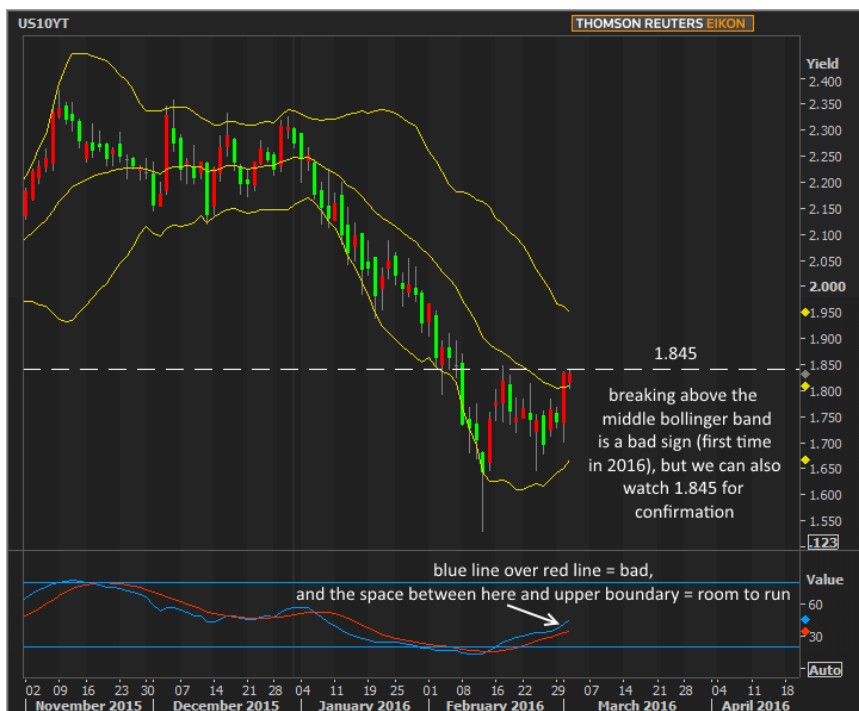 US10YT
THOMSON REUTERS EIKON
Yield
2.400
2.350
2.300
2.250
2.200
2.150
2.100
2.050
2.000
1.950
1.900
1.845
1.850
1.800
breaking above the
middle bollinger band
is a bad sign (first time
in 2016), but we can also
watch 1.845 for
confirmation
1.750
1.700
1.650
1.600
1.550
.123
blue line over red line = bad,
and the space between here and upper boundary = room to run
Value
60
30
Auto
02 09 16 23 30 07 14 21 28 04 11 19 25 01 08 16 22 29 07 14 21 28 04 11 18
November 2015 December 2015 January 2016 February 2016 March 2016 April 2016